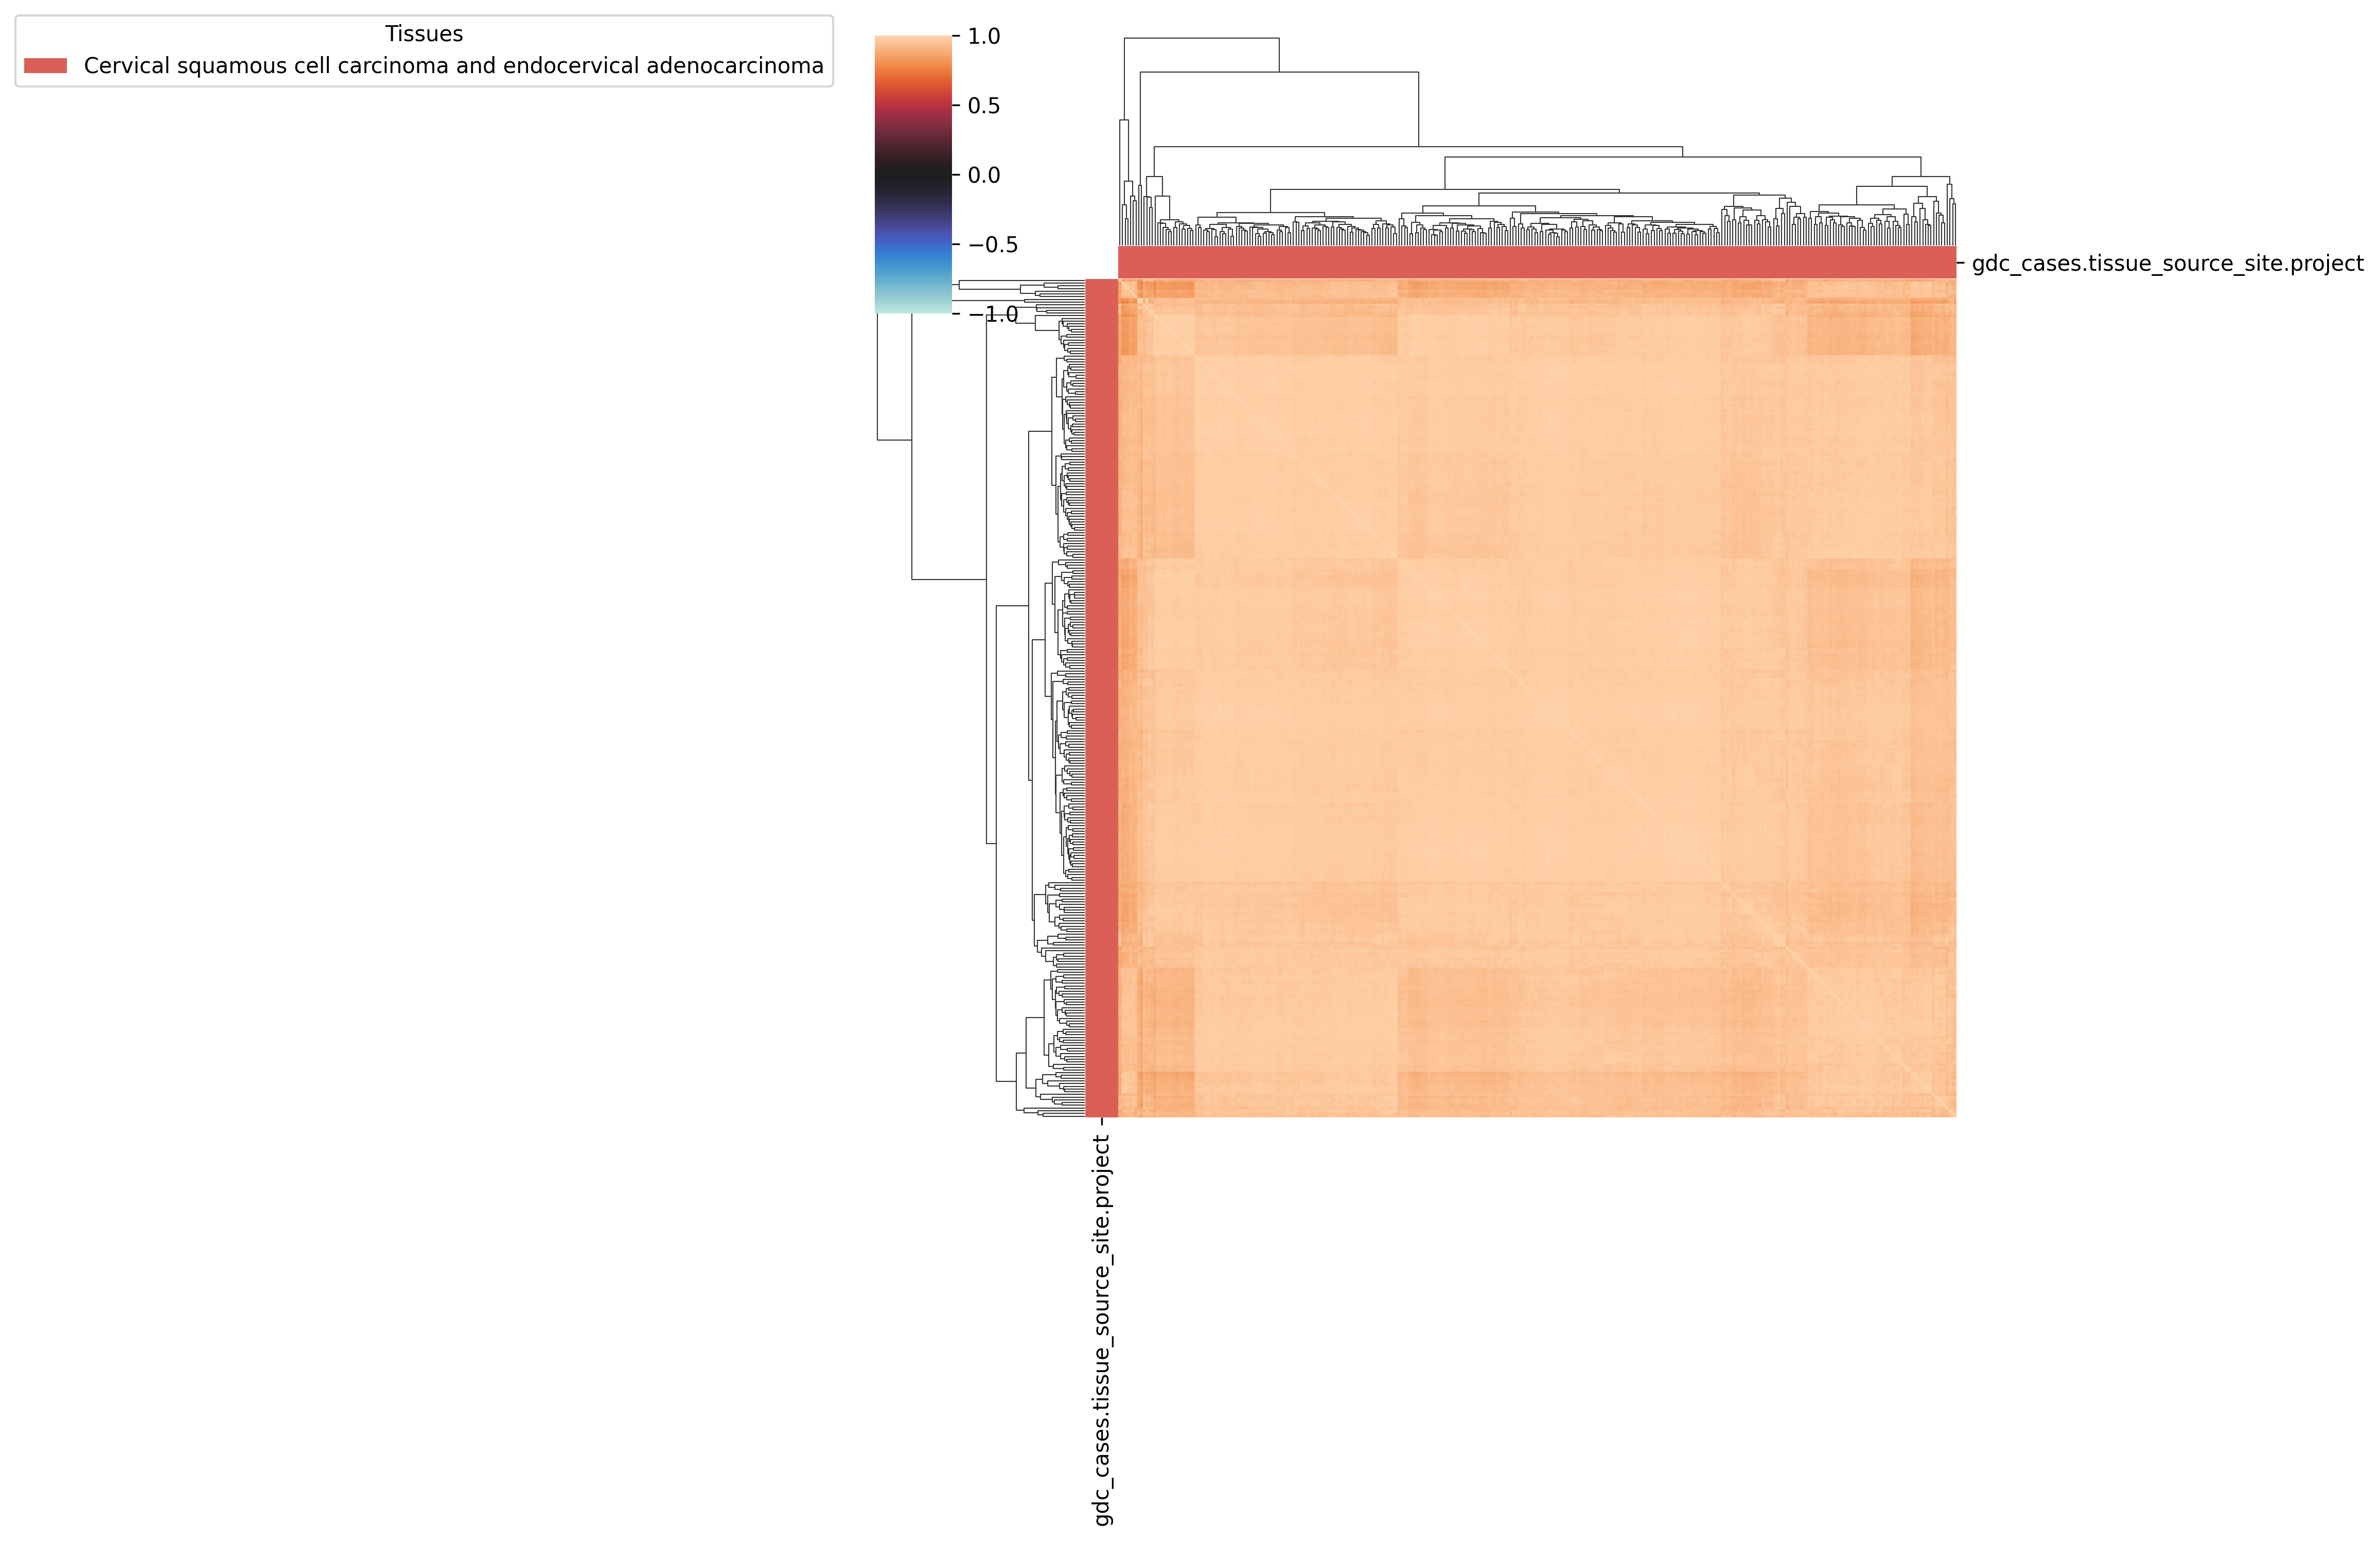 Tissues
Cervical squamous cell carcinoma and endocervical adenocarcinoma
1.0
0.5
0.0
−0.5
−1.0
gdc_cases.tissue_source_site.project
gdc_cases.tissue_source_site.project